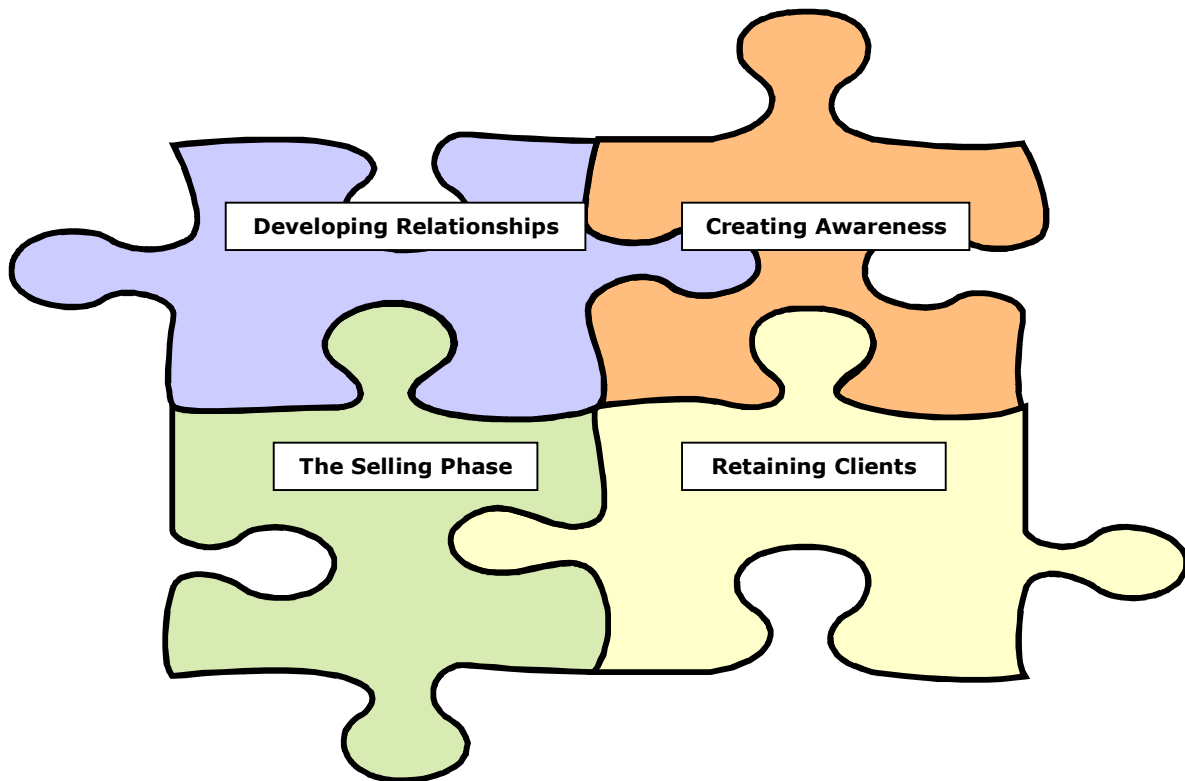 Developing Relationships
Creating Awareness
The Selling Phase
Retaining Clients